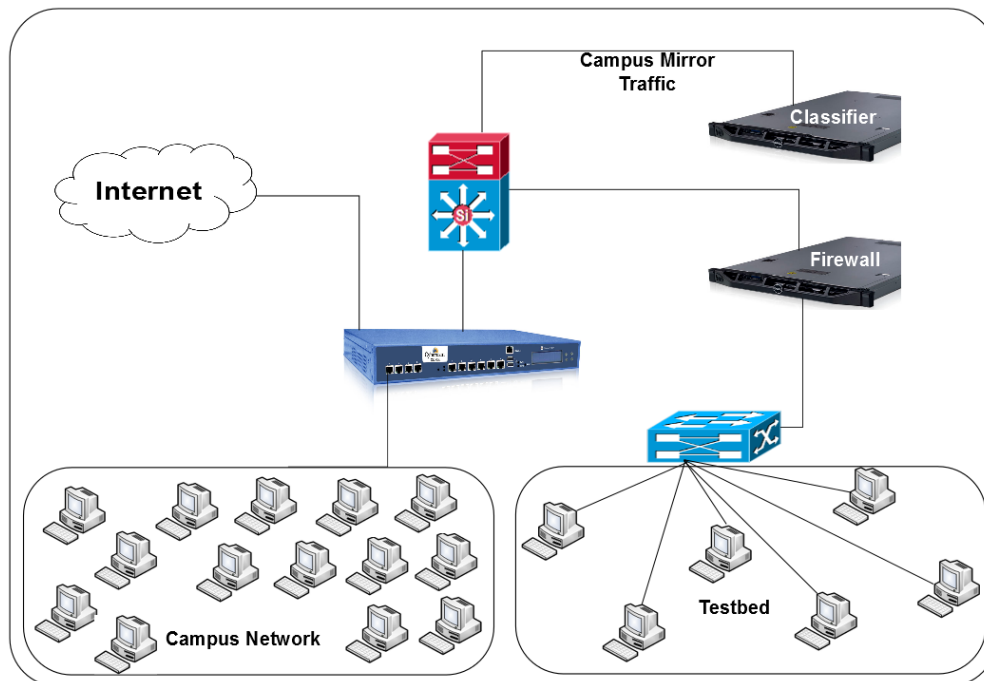 Campus Mirror
Traffic
Classifier
Internet
Si
Firewall
Testbed
Campus Network